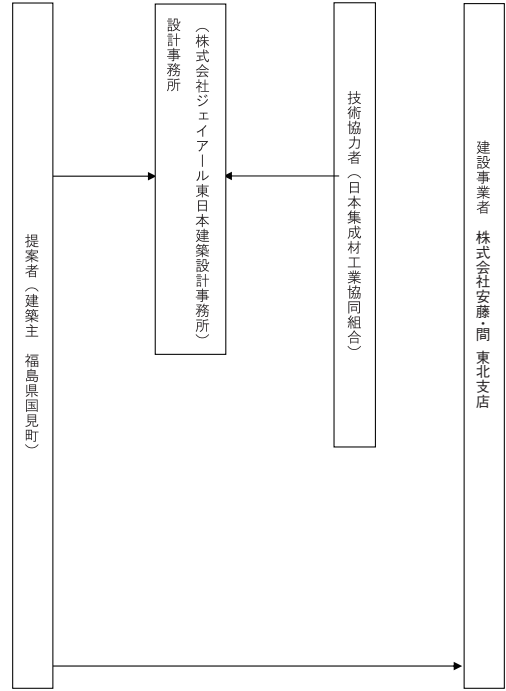 提案者（建築主　福島県国見町）
設計事務所
（株式会社ジェイアール東日本建築設計事務所）
技術協力者（日本集成材工業協同組合）
建設事業者　株式会社安藤・間 東北支店